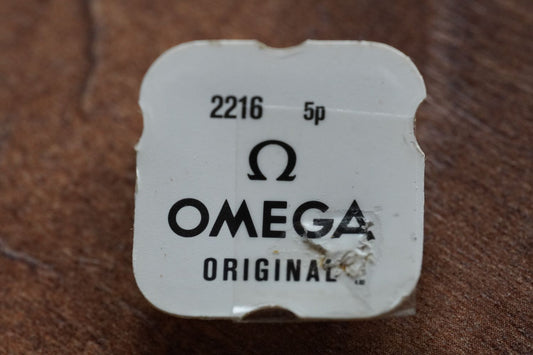 2216 5p
Ω
OMEGA
ORIGINAL